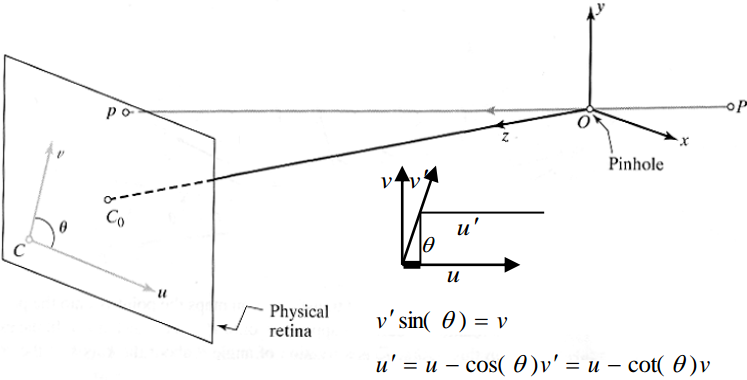 y
P
p
O
z
x
Pinhole
v
v v'
C₀
θ
u'
θ
C
u
u
Physical
retina
v′ sin( θ ) = v
u′ = u − cos( θ )v′ = u − cot( θ )v